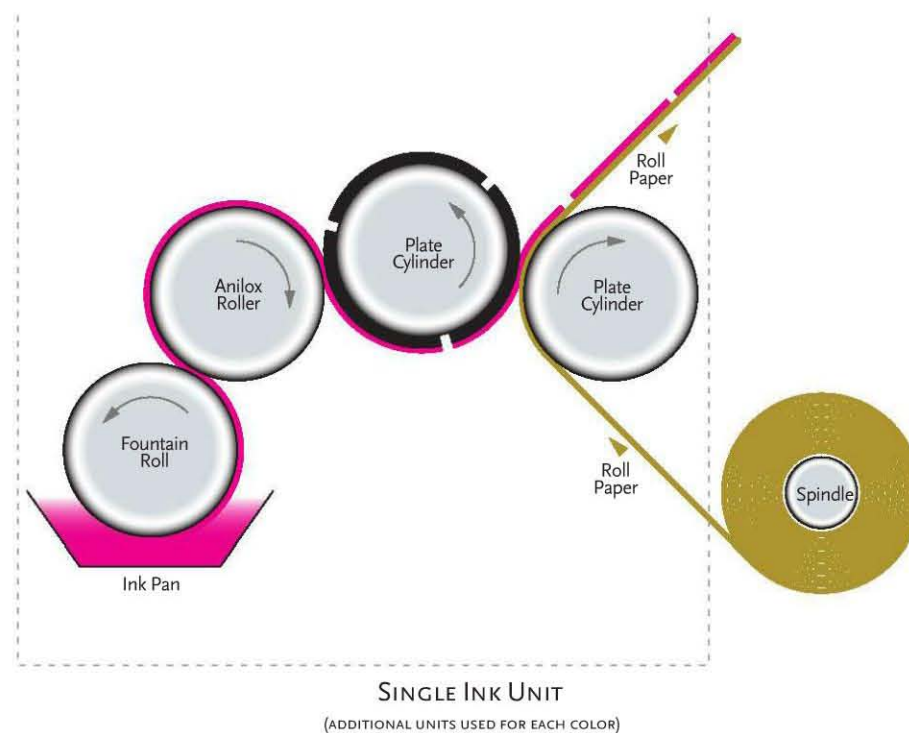 Roll
Paper
Plate
Cylinder
Anilox
Roller
Plate
Cylinder
Fountain
Roll
Roll
Paper
Spindle
Ink Pan
SINGLE INK UNIT
(ADDITIONAL UNITS USED FOR EACH COLOR)